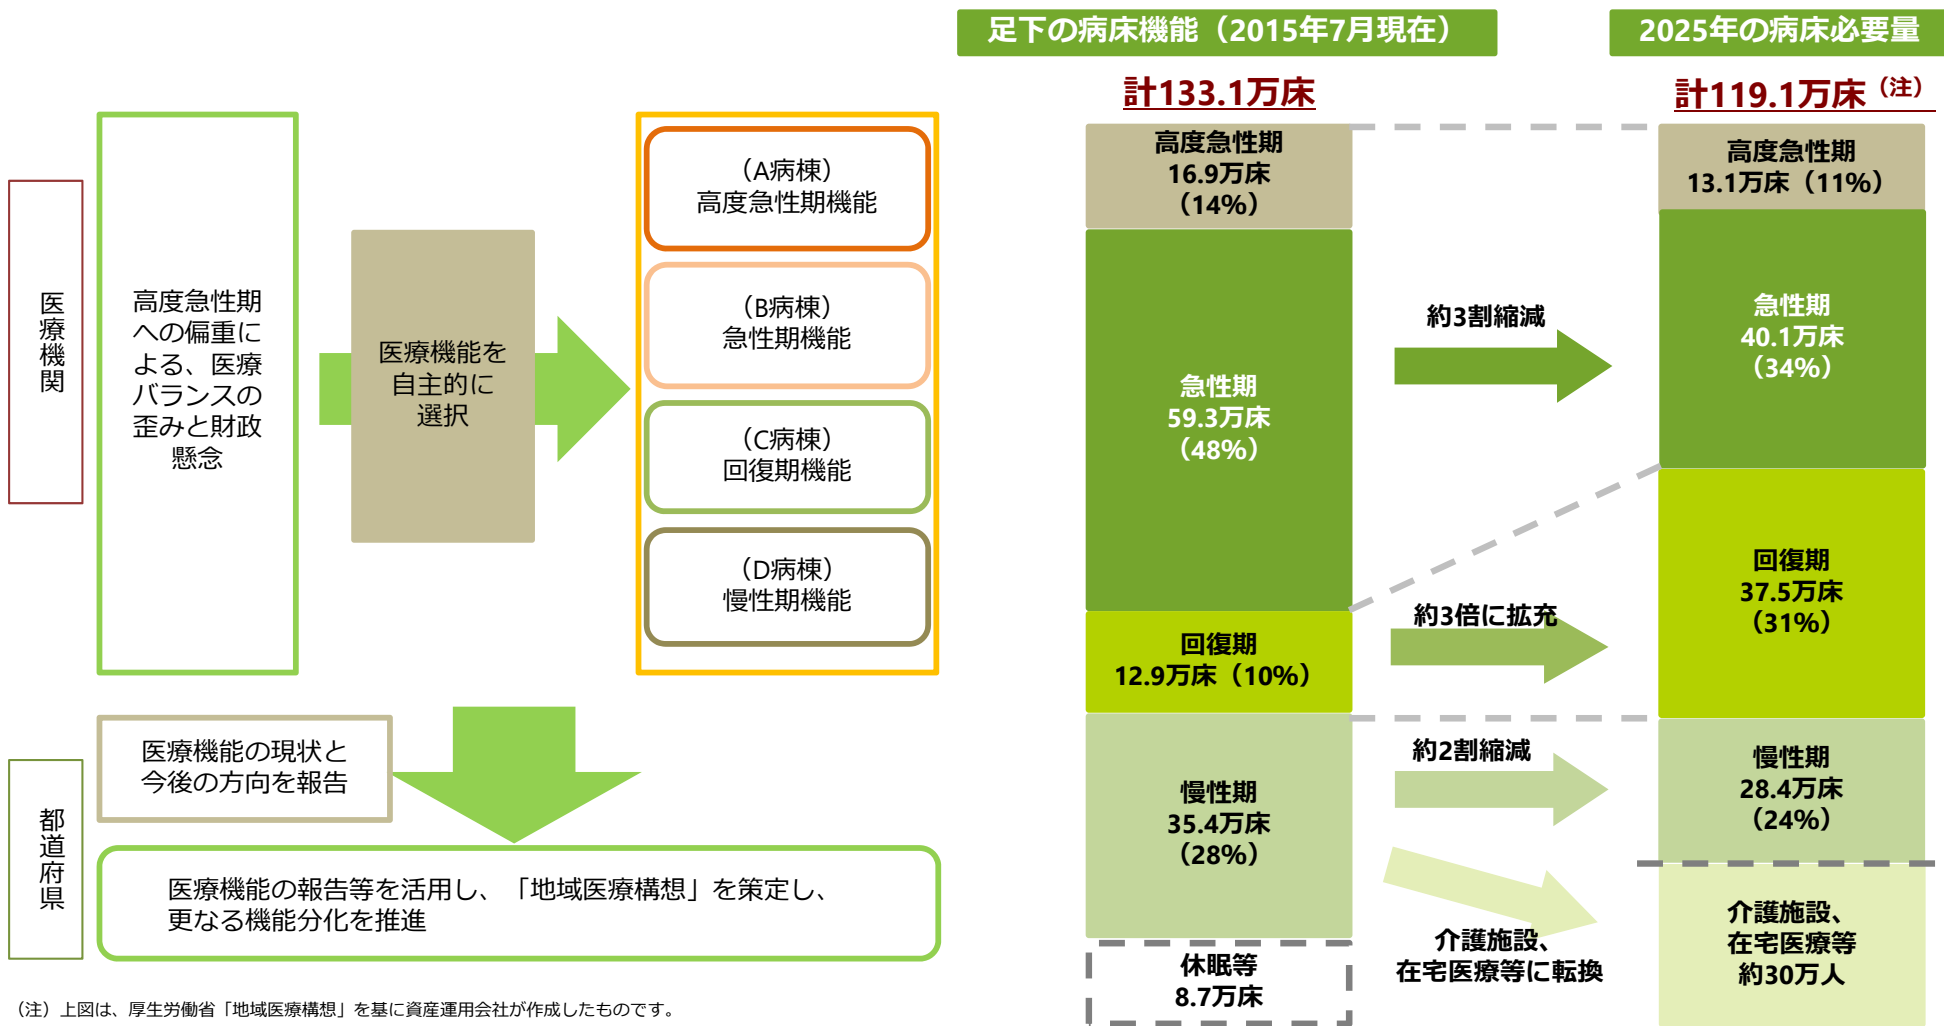 足下の病床機能（2015年7月現在）
2025年の病床必要量
計133.1万床
計119.1万床（注）
医療機関
高度急性期
への偏重に
よる、医療
バランスの
歪みと財政
懸念
医療機能を
自主的に
選択
（A病棟）
高度急性期機能
（B病棟）
急性期機能
（C病棟）
回復期機能
（D病棟）
慢性期機能
都道府県
医療機能の現状と
今後の方向を報告
医療機能の報告等を活用し、「地域医療構想」を策定し、
更なる機能分化を推進
高度急性期
16.9万床
（14%）
急性期
59.3万床
（48%）
回復期
12.9万床（10%）
慢性期
35.4万床
（28%）
休眠等
8.7万床
約3割縮減
約3倍に拡充
約2割縮減
介護施設、
在宅医療等に転換
高度急性期
13.1万床（11%）
急性期
40.1万床
（34%）
回復期
37.5万床
（31%）
慢性期
28.4万床
（24%）
介護施設、
在宅医療等
約30万人
（注）上図は、厚生労働省「地域医療構想」を基に資産運用会社が作成したものです。